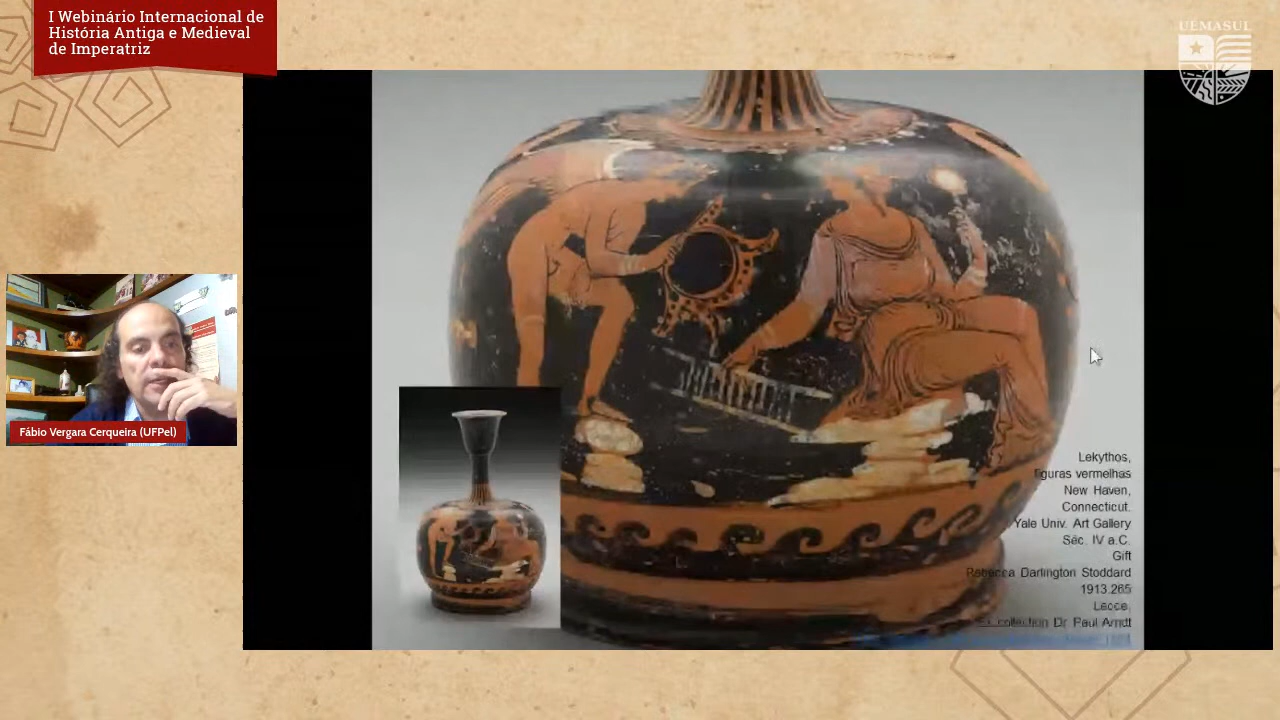 I Webinário Internacional de
História Antiga e Medieval
de Imperatriz
UEMASUL
Fábio Vergara Cerqueira (UFPel)
Lekythos,
figuras vermelhas
New Haven,
Connecticut.
Yale Univ. Art Gallery
Séc. IV a.C.
Gift
Rebecca Darlington Stoddard
1913.265
Lecce.
Ex collection Dr Paul Arndt